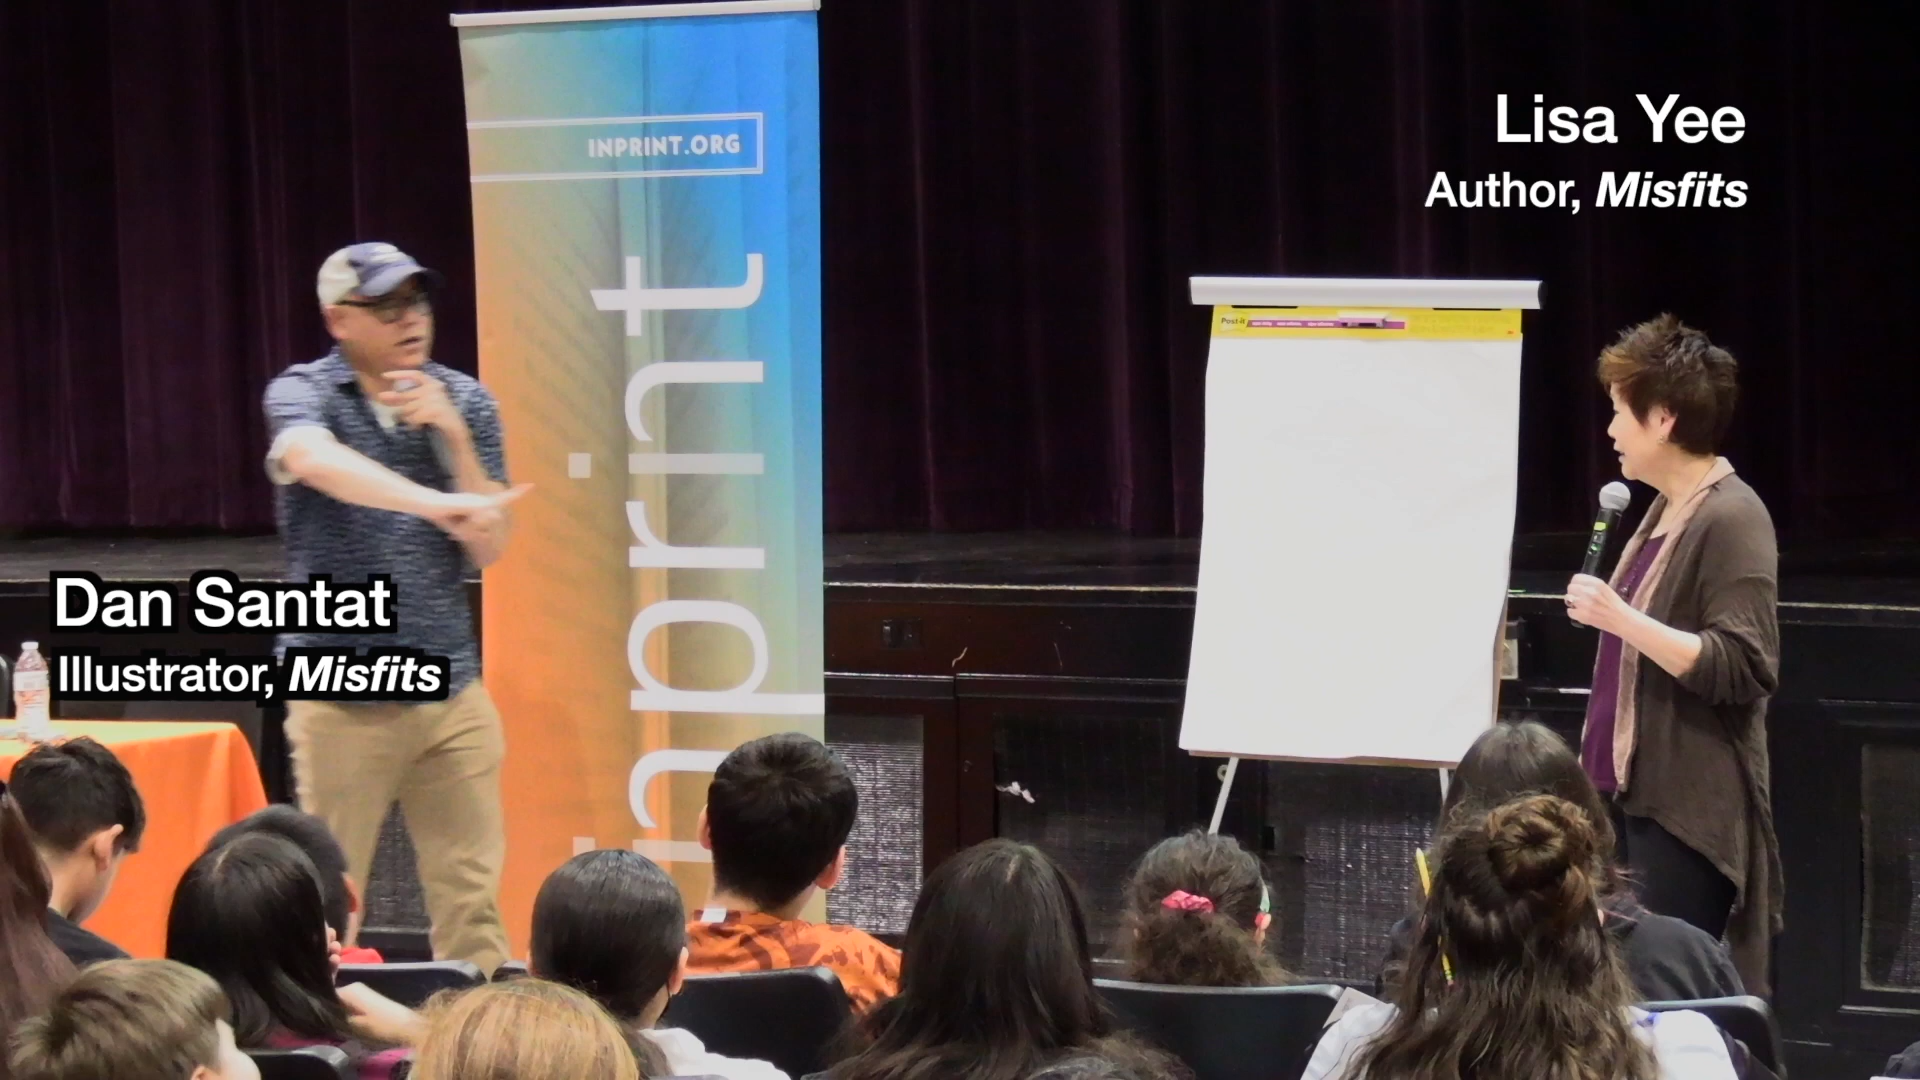 Lisa Yee
Author, Misfits
INPRINT.ORG
inprint
Post-it
Dan Santat
Illustrator, Misfits